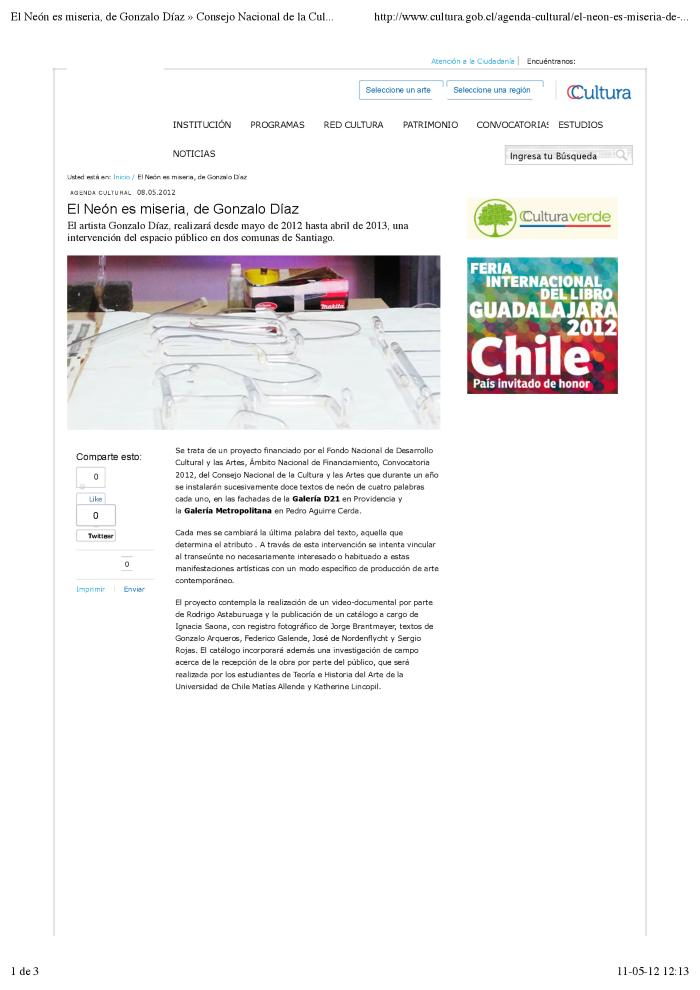 El Neón es miseria, de Gonzalo Díaz » Consejo Nacional de la Cul...
http://www.cultura.gob.cl/agenda-cultural/el-neon-es-miseria-de-...
Atención a la Ciudadanía | Encuéntranos:
Seleccione un arte
Seleccione una región
Cultura
INSTITUCIÓN PROGRAMAS RED CULTURA PATRIMONIO CONVOCATORIAS ESTUDIOS
NOTICIAS
Ingresa tu Búsqueda
Usted está en: Inicio / El Neón es miseria, de Gonzalo Díaz
AGENDA CULTURAL 08.05.2012
El Neón es miseria, de Gonzalo Díaz
El artista Gonzalo Díaz, realizará desde mayo de 2012 hasta abril de 2013, una
intervención del espacio público en dos comunas de Santiago.
Culturaverde
FERIA
INTERNACIONAL
DEL LIBRO
GUADALAJARA
2012
Chile
País invitado de honor
makita
Comparte esto:
0
Like
0
Twittear
0
Imprimir | Enviar
Se trata de un proyecto financiado por el Fondo Nacional de Desarrollo
Cultural y las Artes, Ámbito Nacional de Financiamiento, Convocatoria
2012, del Consejo Nacional de la Cultura y las Artes que durante un año
se instalarán sucesivamente doce textos de neón de cuatro palabras
cada uno, en las fachadas de la Galería D21 en Providencia y
la Galería Metropolitana en Pedro Aguirre Cerda.
Cada mes se cambiará la última palabra del texto, aquella que
determina el atributo . A través de esta intervención se intenta vincular
al transeúnte no necesariamente interesado o habituado a estas
manifestaciones artísticas con un modo específico de producción de arte
contemporáneo.
El proyecto contempla la realización de un video-documental por parte
de Rodrigo Astaburuaga y la publicación de un catálogo a cargo de
Ignacia Saona, con registro fotográfico de Jorge Brantmayer, textos de
Gonzalo Arqueros, Federico Galende, José de Nordenflycht y Sergio
Rojas. El catálogo incorporará además una investigación de campo
acerca de la recepción de la obra por parte del público, que será
realizada por los estudiantes de Teoría e Historia del Arte de la
Universidad de Chile Matías Allende y Katherine Lincopil.
1 de 3
11-05-12 12:13